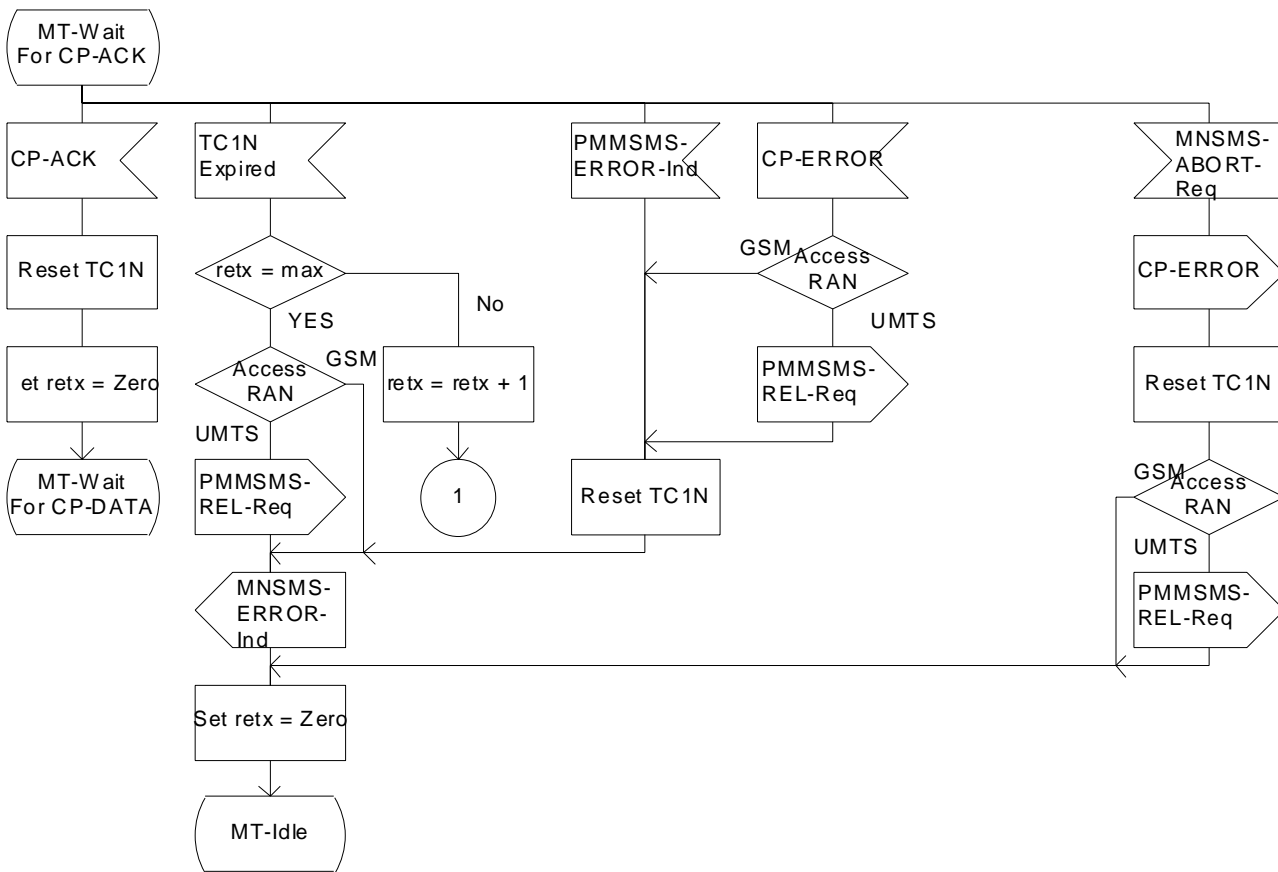 MT-Wait
For CP-ACK
CP-ACK
TC1N
Expired
PMMSMS-
ERROR-Ind
CP-ERROR
MNSMS-
ABORT-
Req
Reset TC1N
retx = max
GSM
Access
RAN
CP-ERROR
No
YES
UMTS
et retx = Zero
Access
RAN
GSM
retx = retx + 1
PMMSMS-
REL-Req
Reset TC1N
UMTS
MT-Wait
For CP-DATA
PMMSMS-
REL-Req
1
Reset TC1N
GSM
Access
RAN
UMTS
MNSMS-
ERROR-
Ind
PMMSMS-
REL-Req
Set retx = Zero
MT-Idle